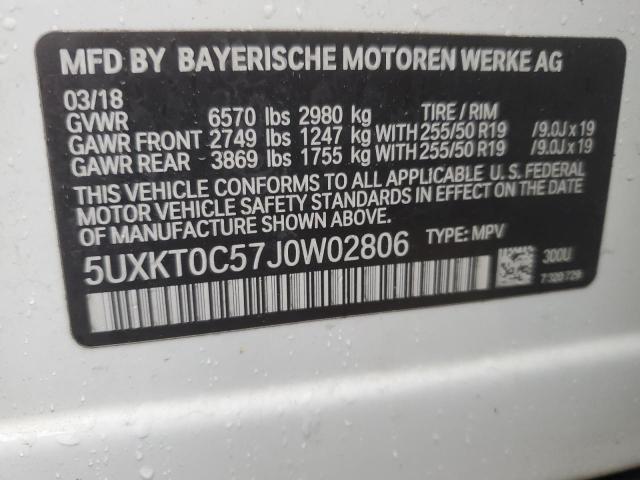 MFD BY BAYERISCHE MOTOREN WERKE AG
03/18
GVWR 6570 lbs 2980 kg TIRE / RIM
GAWR FRONT 2749 lbs 1247 kg WITH 255/50 R19 /9.0J x 19
GAWR REAR 3869 lbs 1755 kg WITH 255/50 R19 /9.0J x 19
THIS VEHICLE CONFORMS TO ALL APPLICABLE U.S. FEDERAL
MOTOR VEHICLE SAFETY STANDARDS IN EFFECT ON THE DATE
OF MANUFACTURE SHOWN ABOVE.
5UXKT0C57J0W02806 TYPE: MPV
300U